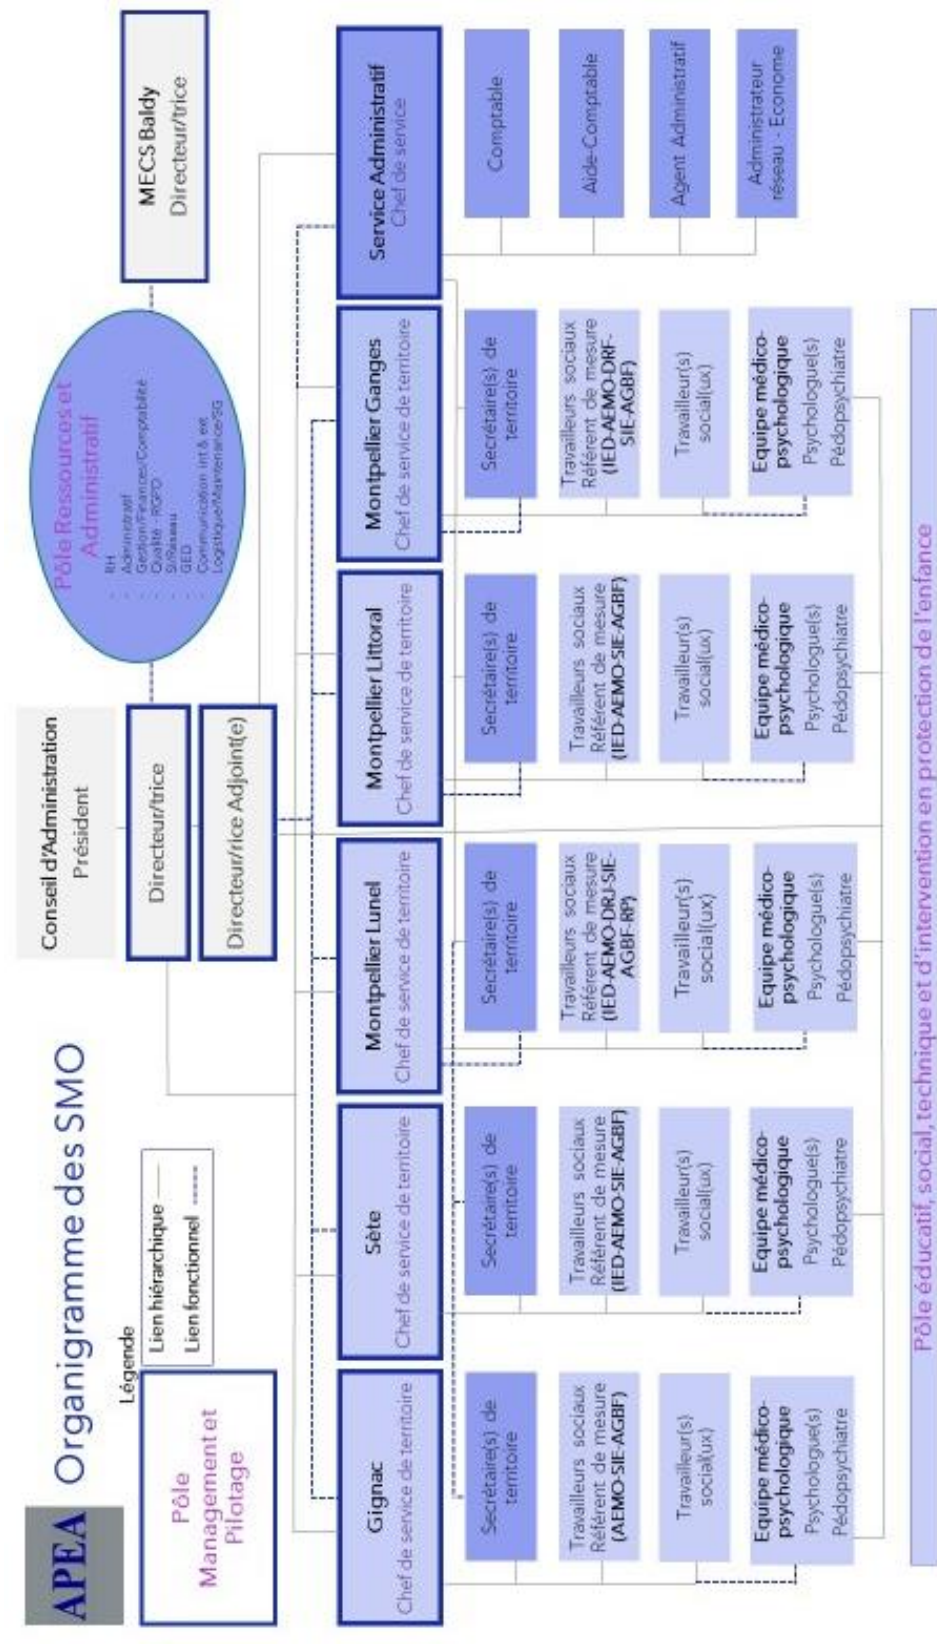 APEA
Organigramme des SMO
Pôle
Management et
Pilotage
Légende
Lien hiérarchique
Lien fonctionnel
Conseil d'Administration
Président
Directeur/trice
Directeur/rice Adjoint(e)
Pôle Ressources et
Administratif
- RH
- Administratif
- Gestion/Finances/Comptabilité
- Qualité - RGPD
- SI/Réseau
- GED
- Communication int & ext
- Logistique/Maintenance/SG
MECS Baldy
Directeur/trice
Gignac
Chef de service de territoire
Secrétaire(s) de
territoire
Travailleurs sociaux
Référent de mesure
(AEMO-SIE-AGBF)
Travailleur(s)
social(ux)
Equipe médico-
psychologique
Psychologue(s)
Pédopsychiatre
Sète
Chef de service de territoire
Secrétaire(s) de
territoire
Travailleurs sociaux
Référent de mesure
(IED-AEMO-SIE-AGBF)
Travailleur(s)
social(ux)
Equipe médico-
psychologique
Psychologue(s)
Pédopsychiatre
Montpellier Lunel
Chef de service de territoire
Secrétaire(s) de
territoire
Travailleurs sociaux
Référent de mesure
(IED-AEMO-DRJ-SIE-
AGBF-RP)
Travailleur(s)
social(ux)
Equipe médico-
psychologique
Psychologue(s)
Pédopsychiatre
Montpellier Littoral
Chef de service de territoire
Secrétaire(s) de
territoire
Travailleurs sociaux
Référent de mesure
(IED-AEMO-SIE-AGBF)
Travailleur(s)
social(ux)
Equipe médico-
psychologique
Psychologue(s)
Pédopsychiatre
Montpellier Ganges
Chef de service de territoire
Secrétaire(s) de
territoire
Travailleurs sociaux
Référent de mesure
(IED-AEMO-DRF-
SIE-AGBF)
Travailleur(s)
social(ux)
Equipe médico-
psychologique
Psychologue(s)
Pédopsychiatre
Service Administratif
Chef de service
Comptable
Aide-Comptable
Agent Administratif
Administrateur
réseau - Econome
Pôle éducatif, social, technique et d'intervention en protection de l'enfance